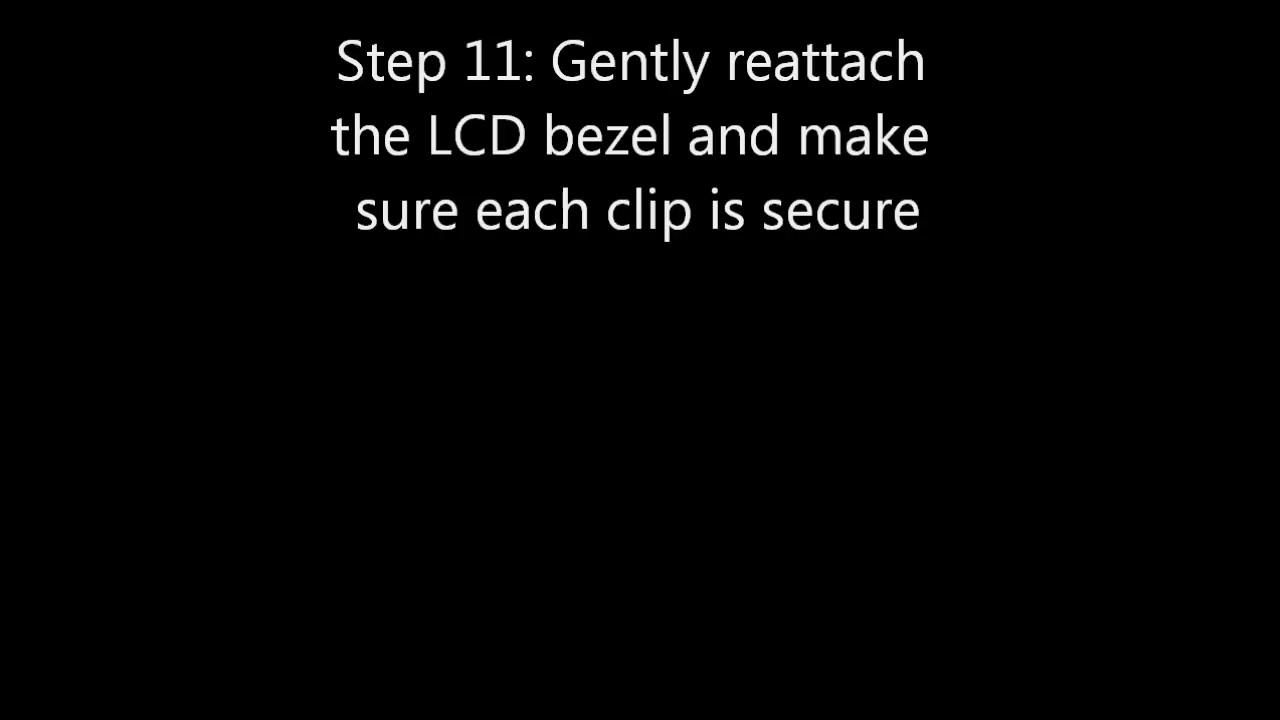 Step 11: Gently reattach
the LCD bezel and make
sure each clip is secure